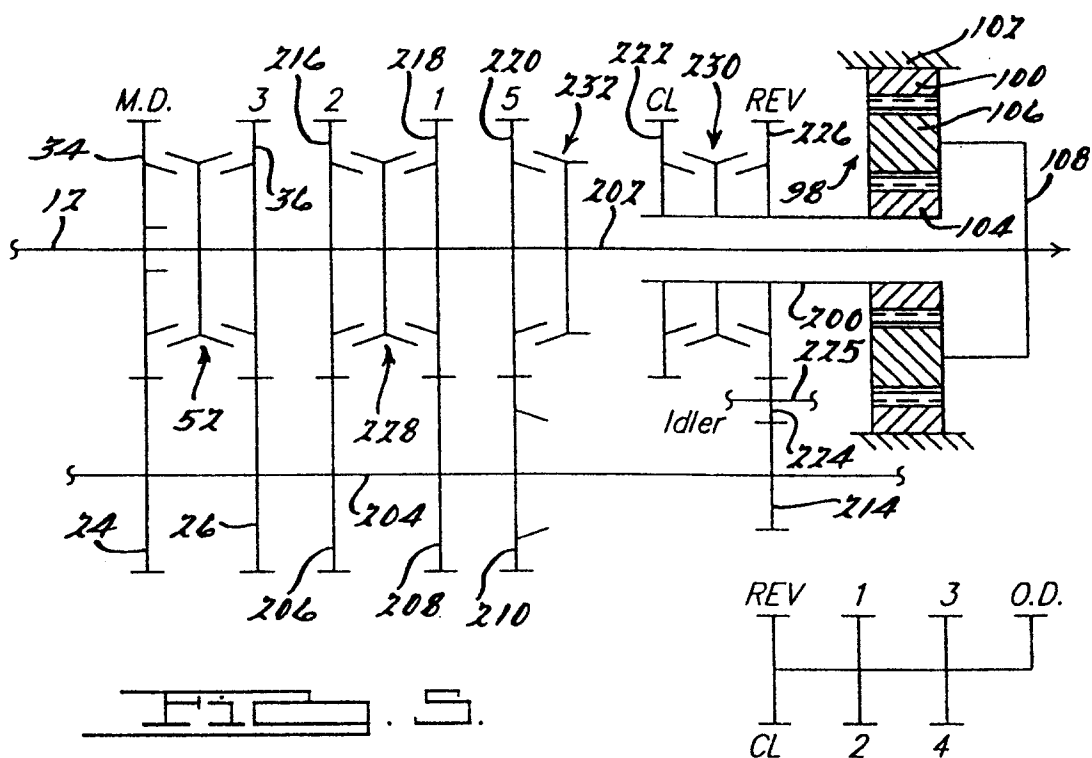 102
216 218 220 222 230 100
M.D. 3 2 1 5 232 CL REV 106
34 226
36 98 108
12 202 104
200
225
Idler
52 228 224
204 214
24 26
206 208 210
REV 1 3 O.D.
CL 2 4
Fig. 5.